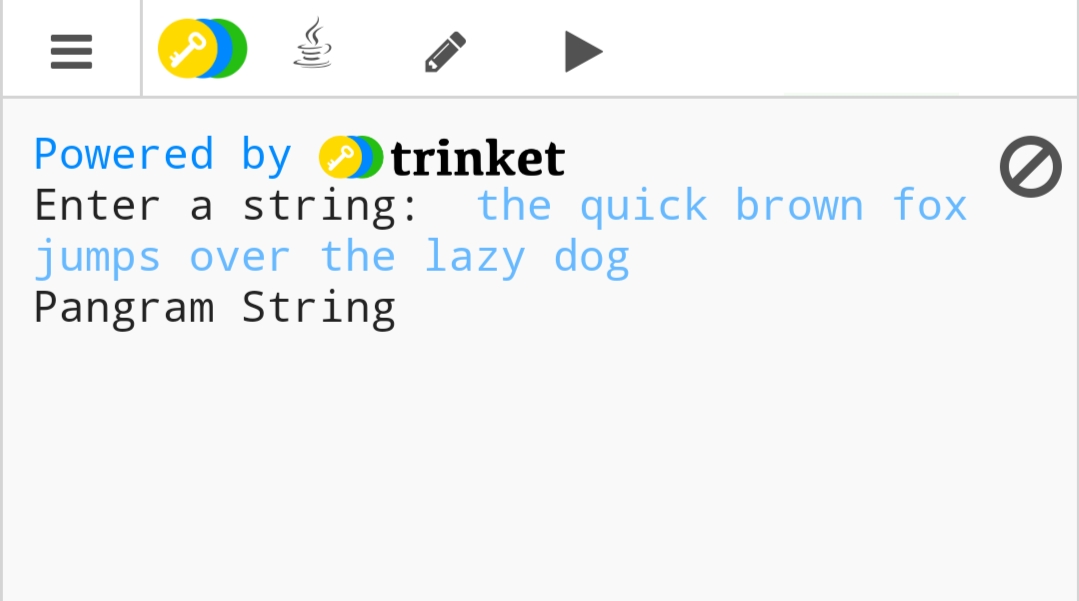 Powered by trinket
Enter a string: the quick brown fox
jumps over the lazy dog
Pangram String